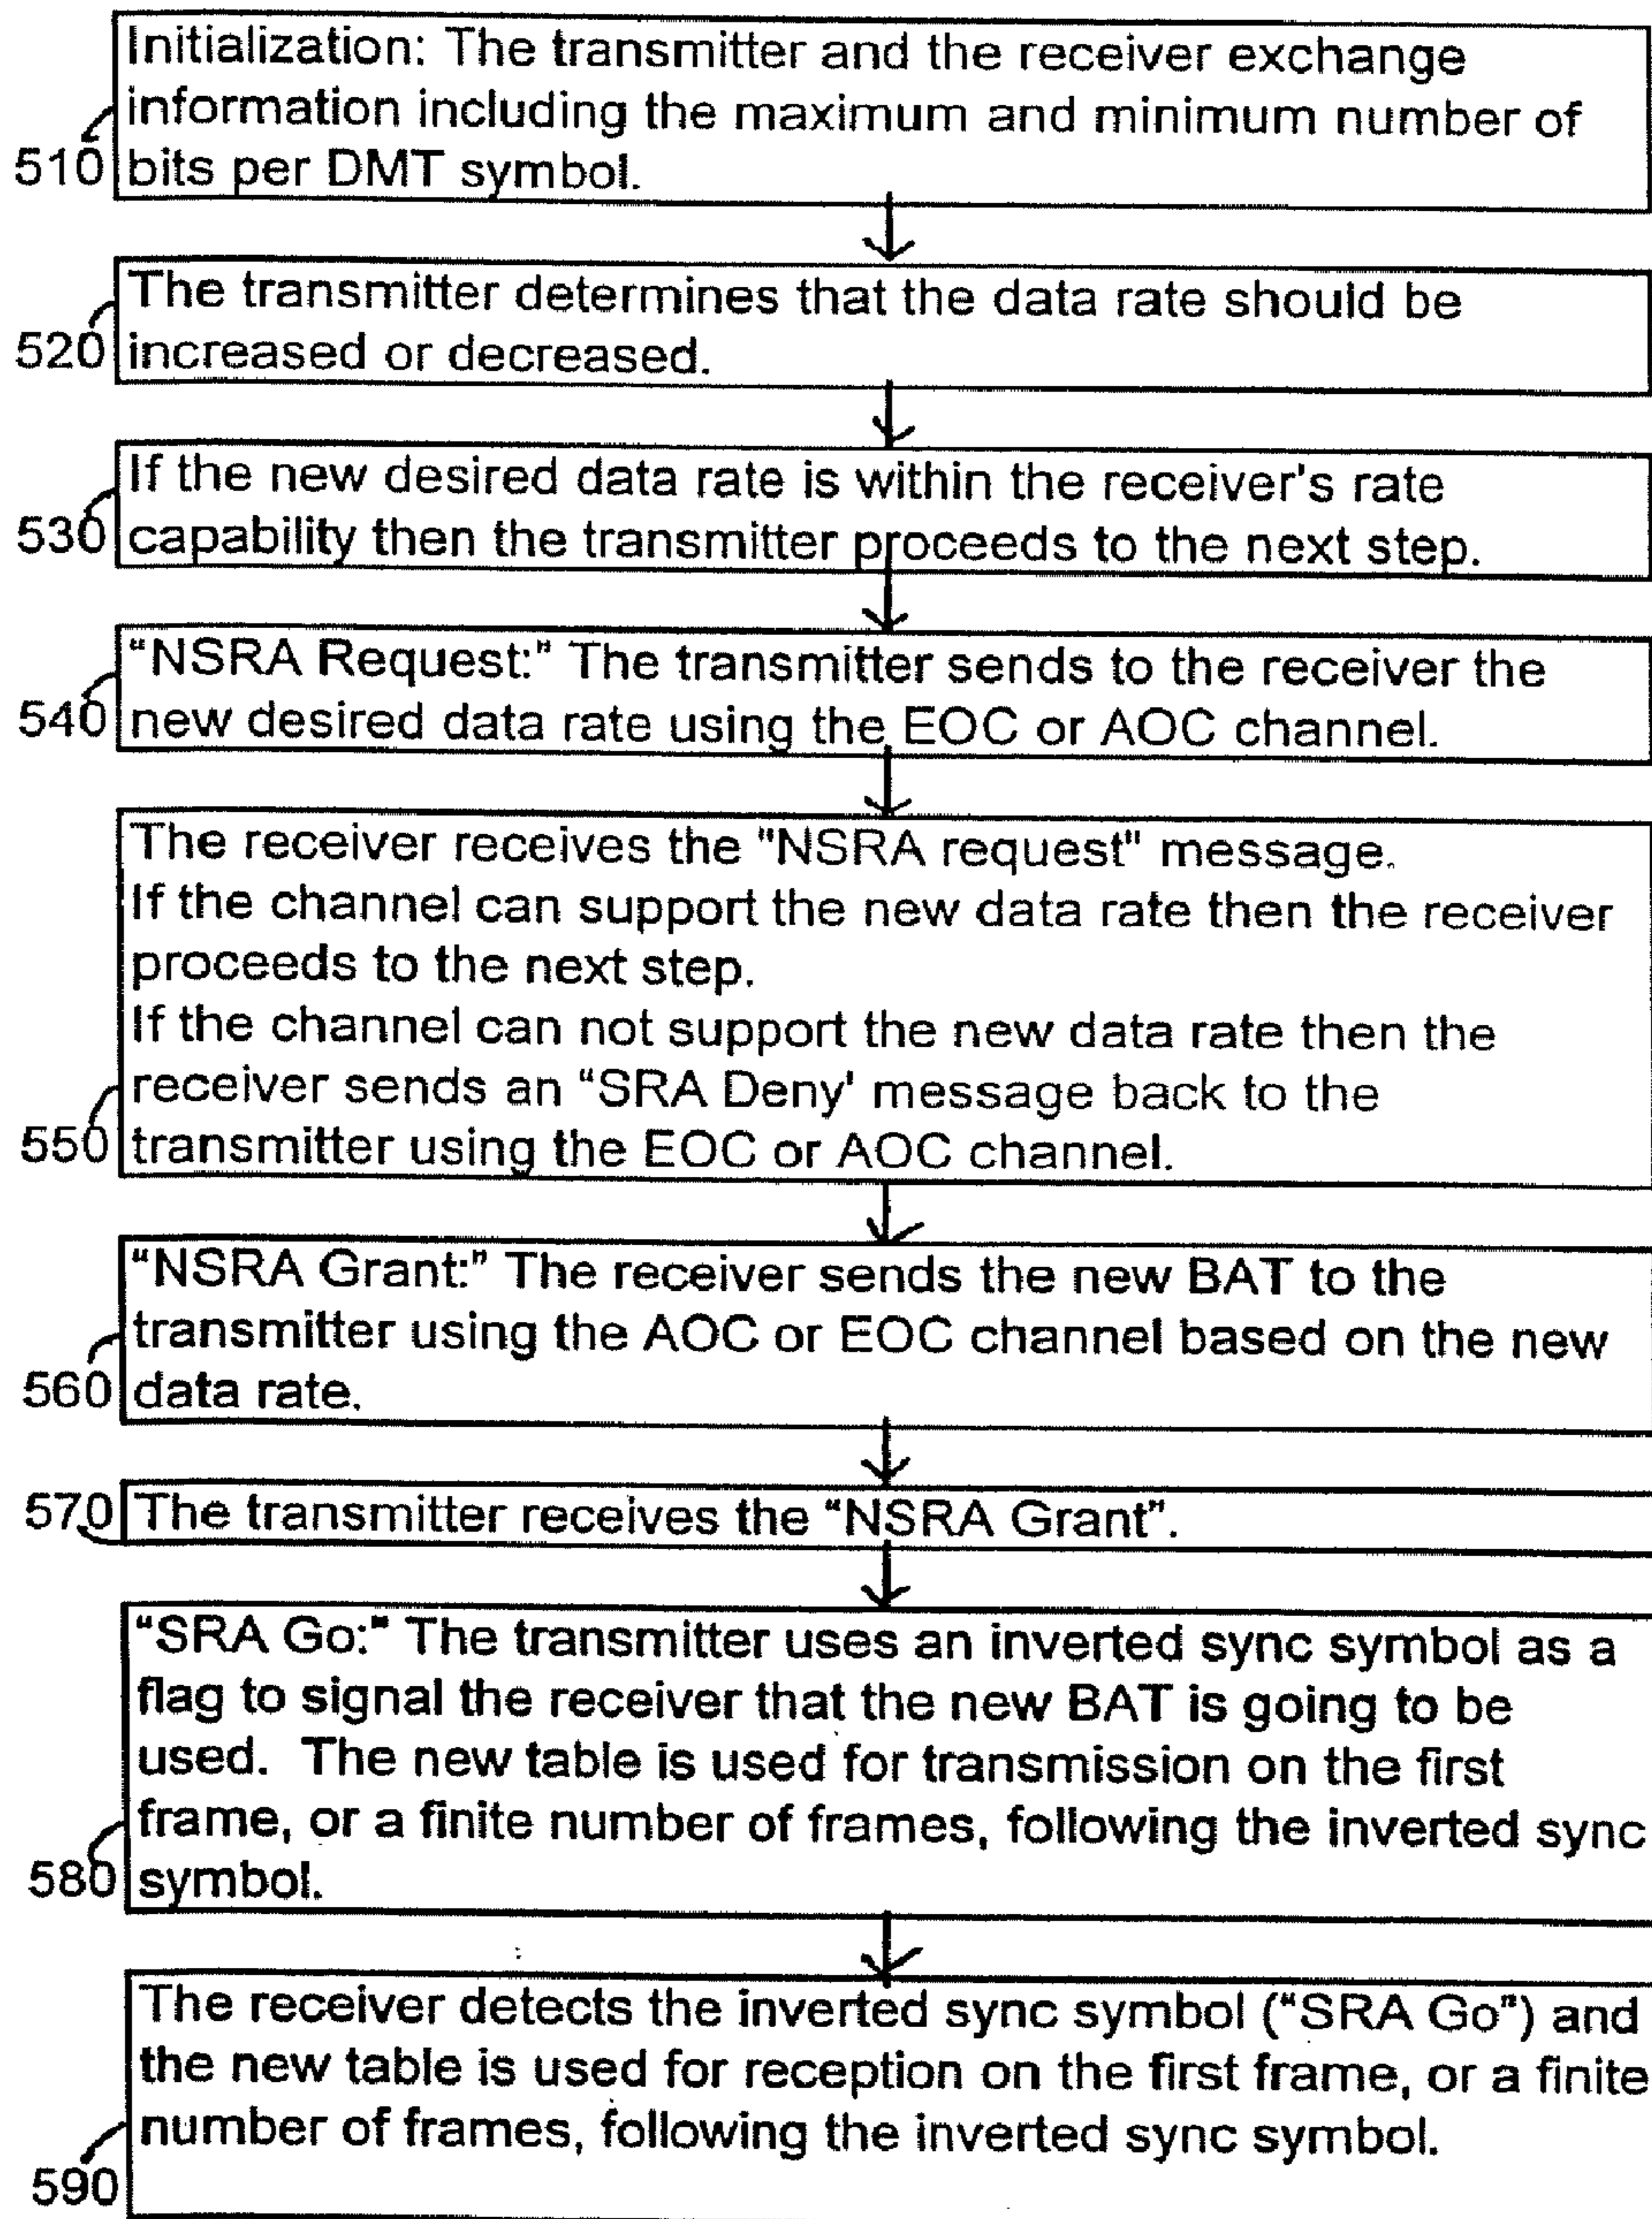 Initialization: The transmitter and the receiver exchange
information including the maximum and minimum number of
510 bits per DMT symbol.
The transmitter determines that the data rate should be
520 increased or decreased.
If the new desired data rate is within the receiver's rate
530 capability then the transmitter proceeds to the next step.
“NSRA Request:” The transmitter sends to the receiver the
540 new desired data rate using the EOC or AOC channel.
The receiver receives the "NSRA request" message.
If the channel can support the new data rate then the receiver
proceeds to the next step.
If the channel can not support the new data rate then the
receiver sends an “SRA Deny' message back to the
550 transmitter using the EOC or AOC channel.
“NSRA Grant:” The receiver sends the new BAT to the
transmitter using the AOC or EOC channel based on the new
560 data rate.
570 The transmitter receives the “NSRA Grant”.
“SRA Go:” The transmitter uses an inverted sync symbol as a
flag to signal the receiver that the new BAT is going to be
used. The new table is used for transmission on the first
frame, or a finite number of frames, following the inverted sync
580 symbol.
The receiver detects the inverted sync symbol (“SRA Go”) and
the new table is used for reception on the first frame, or a finite
number of frames, following the inverted sync symbol.
590